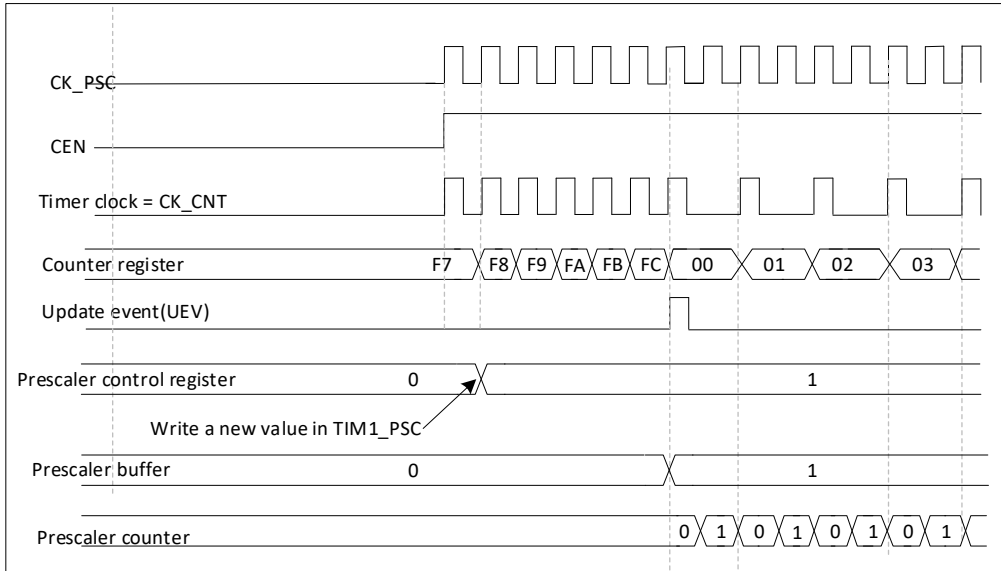 CK_PSC
CEN
Timer clock = CK_CNT
Counter register F7 F8 F9 FA FB FC 00 01 02 03
Update event(UEV)
Prescaler control register 0 1
Write a new value in TIM1_PSC
Prescaler buffer 0 1
Prescaler counter 0 1 0 1 0 1 0 1